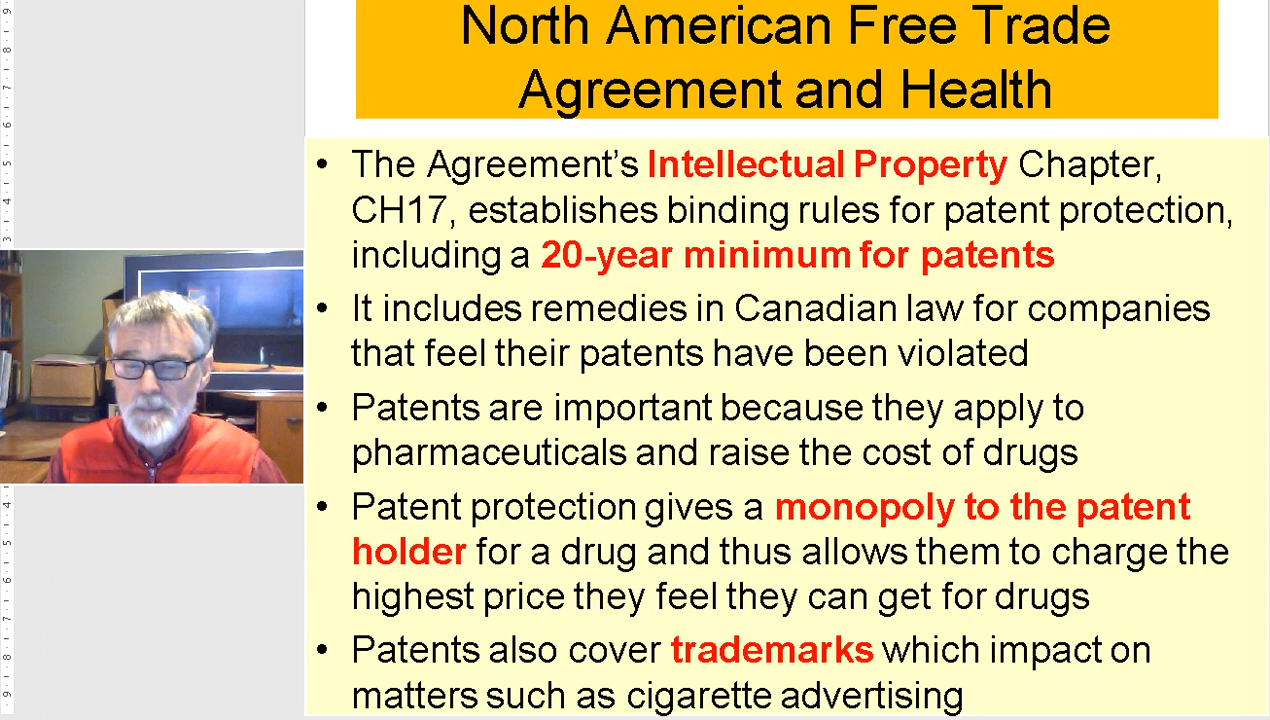 North American Free Trade
Agreement and Health
• The Agreement’s Intellectual Property Chapter,
CH17, establishes binding rules for patent protection,
including a 20-year minimum for patents
• It includes remedies in Canadian law for companies
that feel their patents have been violated
• Patents are important because they apply to
pharmaceuticals and raise the cost of drugs
• Patent protection gives a monopoly to the patent
holder for a drug and thus allows them to charge the
highest price they feel they can get for drugs
• Patents also cover trademarks which impact on
matters such as cigarette advertising